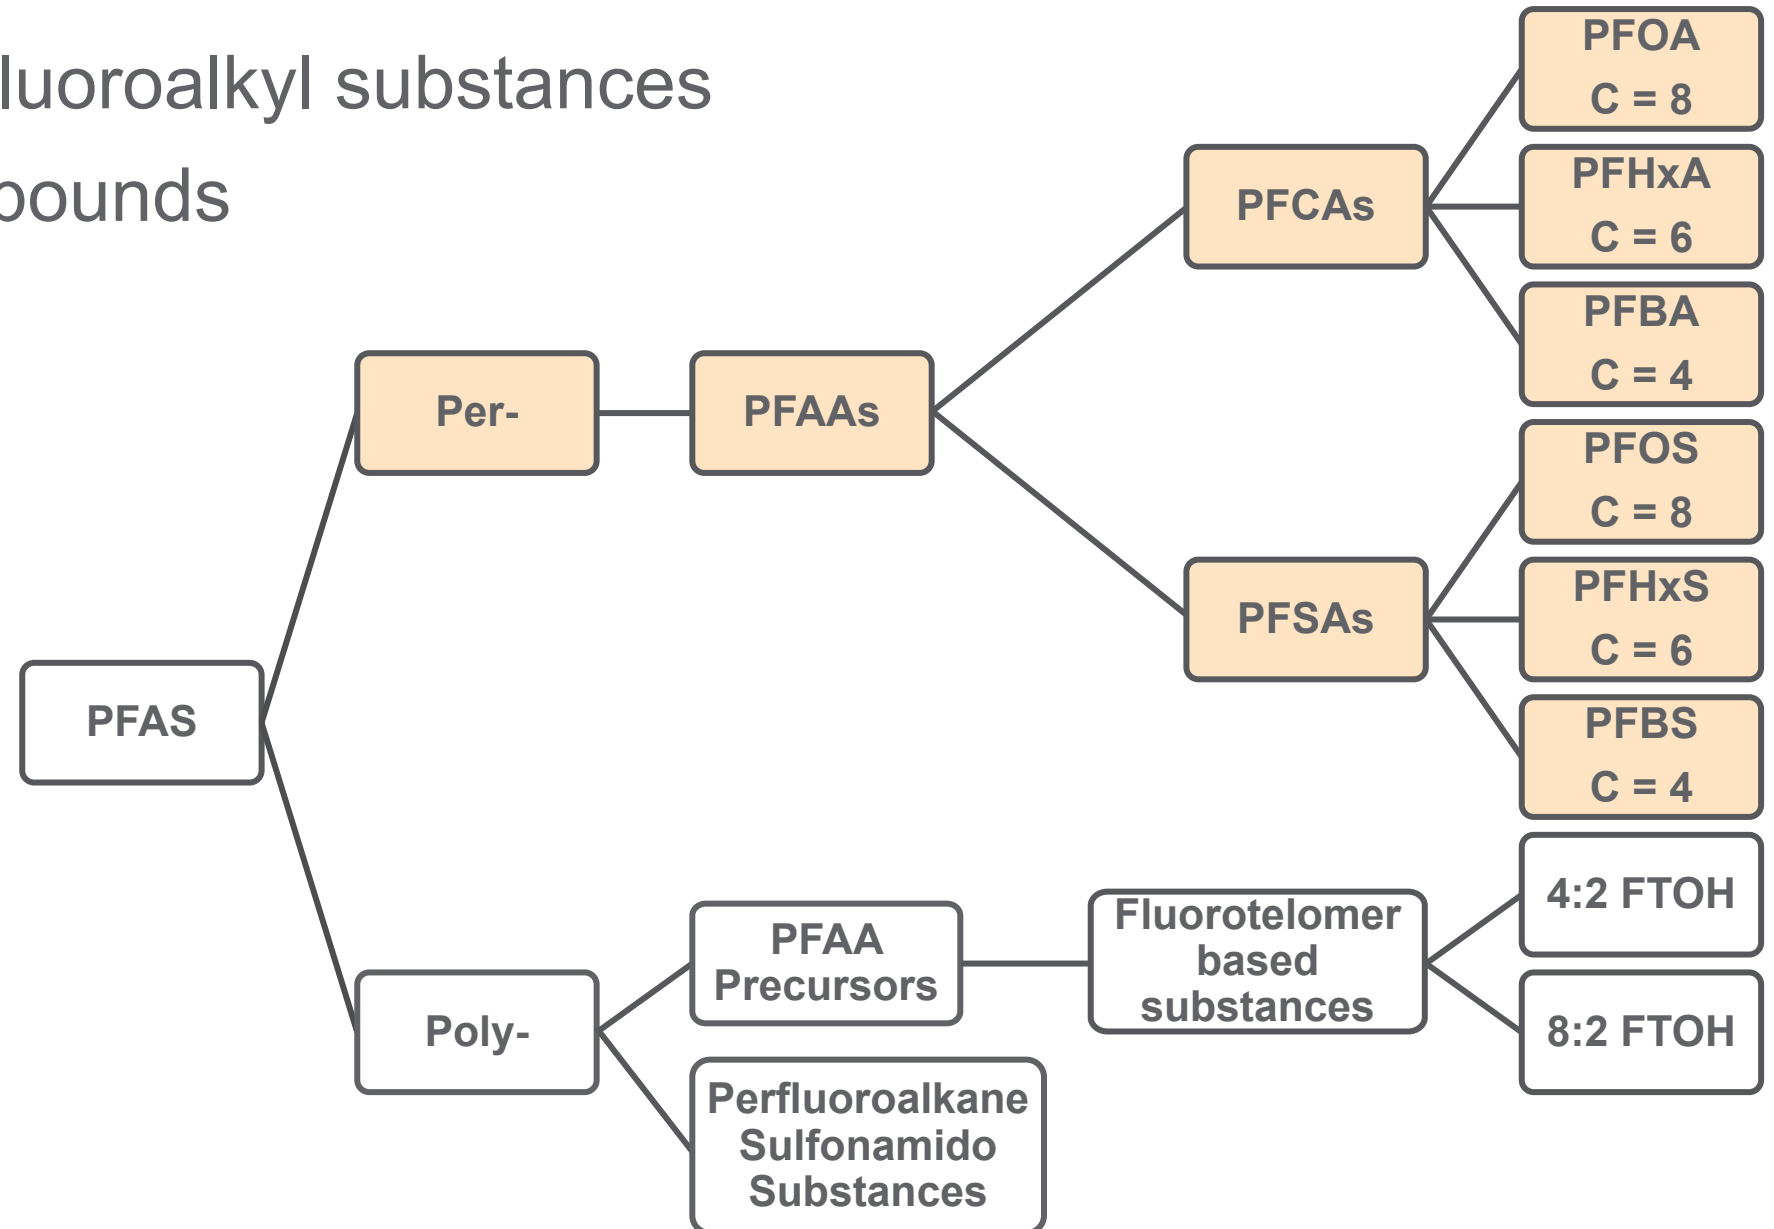 luoroalkyl substances
pounds
PFOA
C = 8
PFHxA
C = 6
PFBA
C = 4
PFCAs
Per-
PFAAs
PFOS
C = 8
PFHxS
C = 6
PFBS
C = 4
PFSAs
PFAS
4:2 FTOH
8:2 FTOH
Fluorotelomer
based
substances
PFAA
Precursors
Poly-
Perfluoroalkane
Sulfonamido
Substances